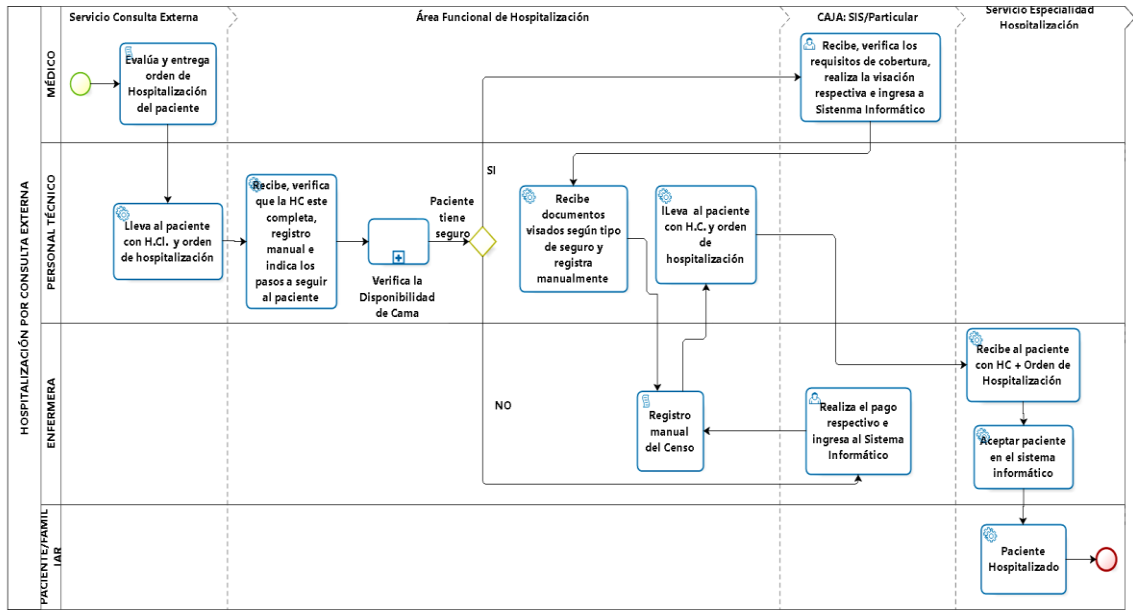 Servicio Consulta Externa
Área Funcional de Hospitalización
CAJA: SIS/Particular
Servicio Especialidad
Hospitalización
HOSPITALIZACIÓN POR CONSULTA EXTERNA
MÉDICO
Evalúa y entrega
orden de
Hospitalización
del paciente
Recibe, verifica los
requisitos de cobertura,
realiza la visación
respectiva e ingresa a
Sistenma Informático
PERSONAL TÉCNICO
Lleva al paciente
con H.Cl. y orden
de hospitalización
Recibe, verifica
que la HC este
completa,
registro
manual e
indica los
pasos a seguir
al paciente
Verifica la
Disponibilidad
de Cama
Paciente
tiene
seguro
SI
Recibe
documentos
visados según tipo
de seguro y
registra
manualmente
lLeva al paciente
con H.C. y orden
de
hospitalización
ENFERMERA
NO
Registro
manual
del Censo
Realiza el pago
respectivo e
ingresa al Sistema
Informático
Recibe al paciente
con HC + Orden de
Hospitalización
Aceptar paciente
en el sistema
informático
PACIENTE/FAMIL
IAR
Paciente
Hospitalizado